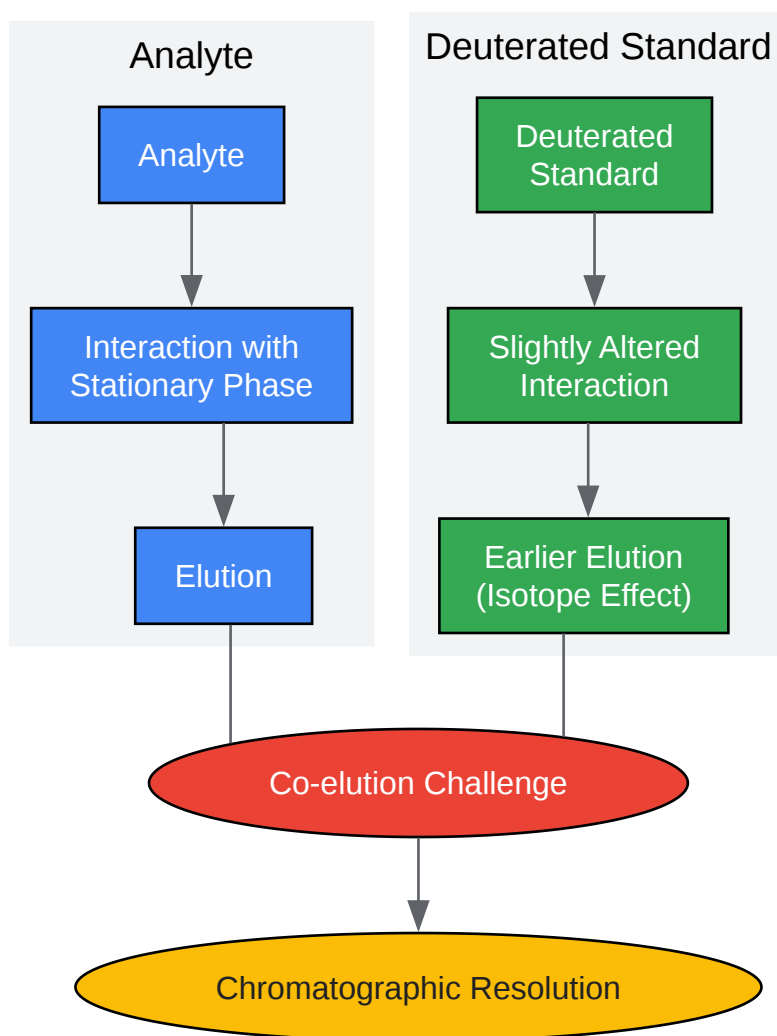 Analyte
Analyte
Interaction with
Stationary Phase
Elution
Deuterated Standard
Deuterated
Standard
Slightly Altered
Interaction
Earlier Elution
(Isotope Effect)
Co-elution Challenge
Chromatographic Resolution